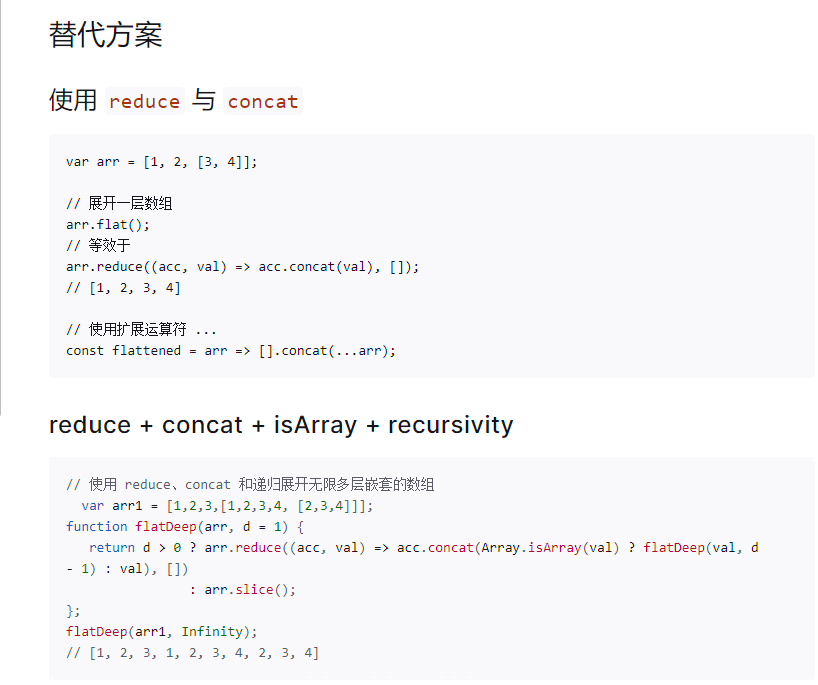 替代方案
使用 reduce 与 concat
var arr = [1, 2, [3, 4]];
// 展开一层数组
arr.flat();
// 等效于
arr.reduce((acc, val) => acc.concat(val), []);
// [1, 2, 3, 4]
// 使用扩展运算符 ...
const flattened = arr => [].concat(...arr);
reduce + concat + isArray + recursivity
// 使用 reduce、concat 和递归展开无限多层嵌套的数组
var arr1 = [1,2,3,[1,2,3,4, [2,3,4]]];
function flatDeep(arr, d = 1) {
return d > 0 ? arr.reduce((acc, val) => acc.concat(Array.isArray(val) ? flatDeep(val, d
- 1) : val), [])
: arr.slice();
};
flatDeep(arr1, Infinity);
// [1, 2, 3, 1, 2, 3, 4, 2, 3, 4]